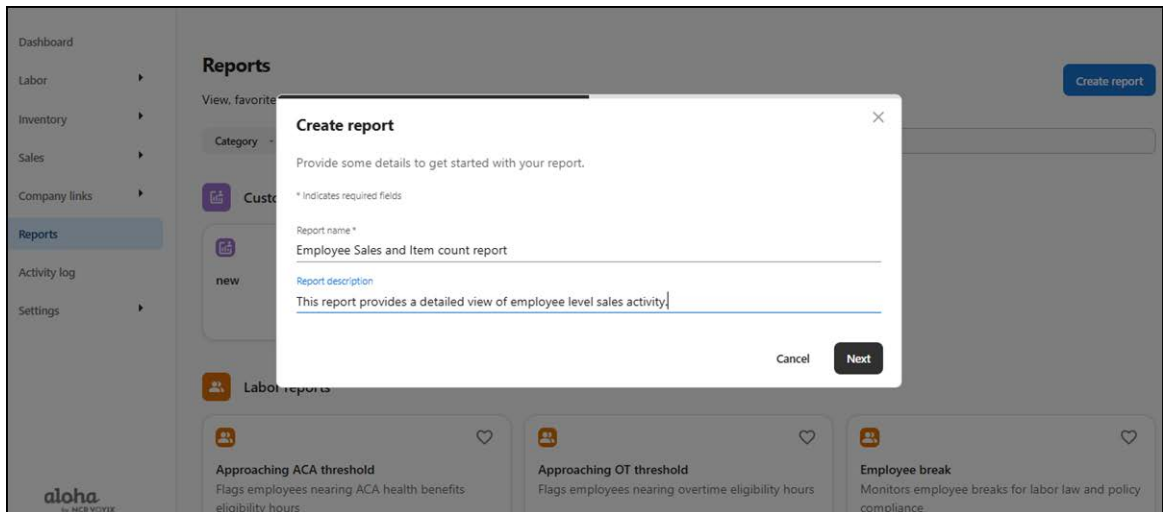 Dashboard
Labor
Inventory
Sales
Company links
Reports
Activity log
Settings
aloha
by NCR VOYIX
Reports
Create report
View, favorite
Category
Custo
new
Create report
Provide some details to get started with your report.
* Indicates required fields
Report name *
Employee Sales and Item count report
Report description
This report provides a detailed view of employee level sales activity.
Cancel
Next
Labor reports
Approaching ACA threshold
Flags employees nearing ACA health benefits
eligibility hours
Approaching OT threshold
Flags employees nearing overtime eligibility hours
Employee break
Monitors employee breaks for labor law and policy
compliance